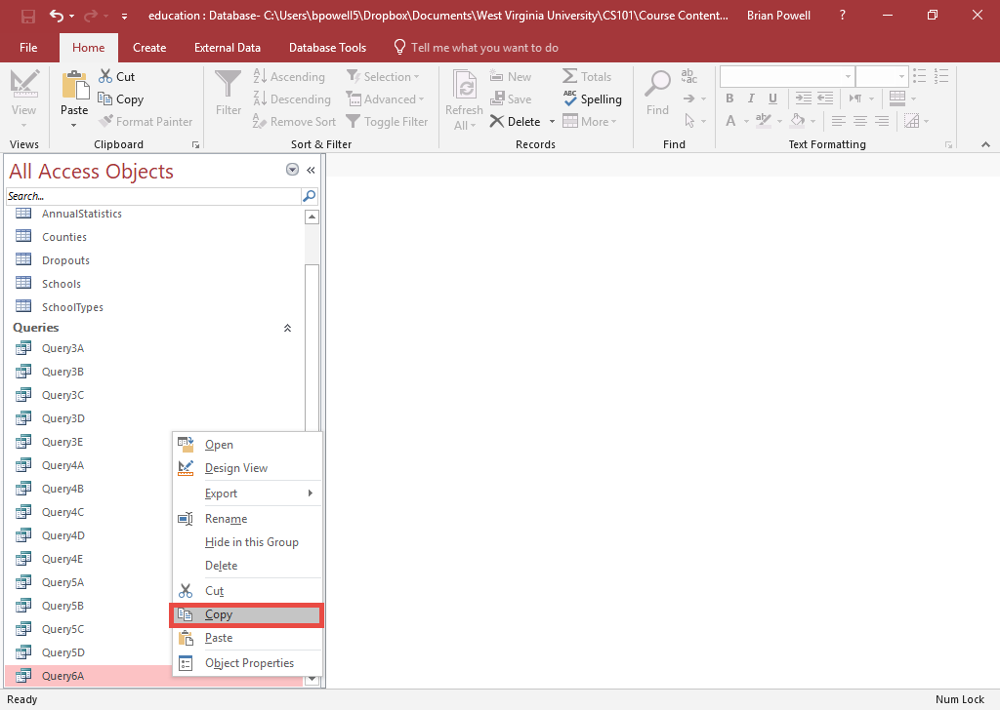 education : Database- C:\Users\bpowell5\Dropbox\Documents\West Virginia University\CS101\Course Content... Brian Powell ?
File Home Create External Data Database Tools Tell me what you want to do
View
Views
Paste
Cut
Copy
Format Painter
Clipboard
Filter
Ascending
Descending
Remove Sort
Selection
Advanced
Toggle Filter
Sort & Filter
Refresh All
New
Save
Delete
Totals
ABC Spelling
More
Records
Find
ab ac
Find
B I U
A ab
Text Formatting
All Access Objects
Search...
AnnualStatistics
Counties
Dropouts
Schools
SchoolTypes
Queries
Query3A
Query3B
Query3C
Query3D
Query3E
Query4A
Query4B
Query4C
Query4D
Query4E
Query5A
Query5B
Query5C
Query5D
Query6A
Open
Design View
Export
Rename
Hide in this Group
Delete
Cut
Copy
Paste
Object Properties
Ready Num Lock